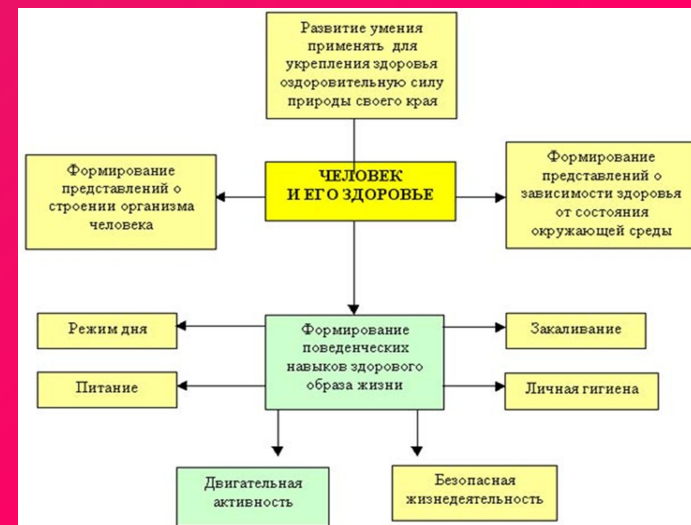 Развитие умения
применять для
укрепления здоровья
оздоровительную силу
природы своего края
Формирование
представлений о
строении организма
человека
ЧЕЛОВЕК
И ЕГО ЗДОРОВЬЕ
Формирование
представлений о
зависимости здоровья
от состояния
окружающей среды
Режим дня
Питание
Формирование
поведенческих
навыков здорового
образа жизни
Закаливание
Личная гигиена
Двигательная
активность
Безопасная
жизнедеятельность